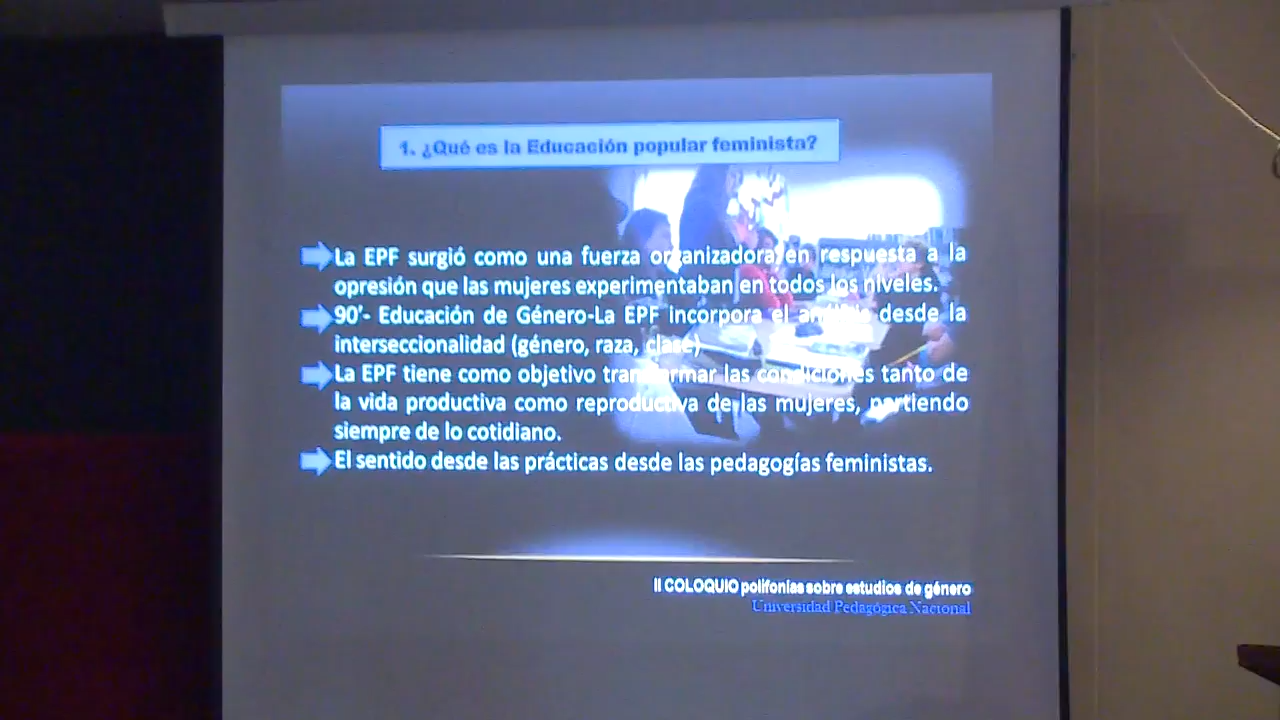 1. ¿Qué es la Educación popular feminista?
La EPF surgió como una fuerza organizadora en respuesta a la
opresión que las mujeres experimentaban en todos los niveles.
90'- Educación de Género-La EPF incorpora el análisis desde la
interseccionalidad (género, raza, clase)
La EPF tiene como objetivo transformar las condiciones tanto de
la vida productiva como reproductiva de las mujeres, partiendo
siempre de lo cotidiano.
El sentido desde las prácticas desde las pedagogías feministas.
II COLOQUIO polifonías sobre estudios de género
Universidad Pedagógica Nacional